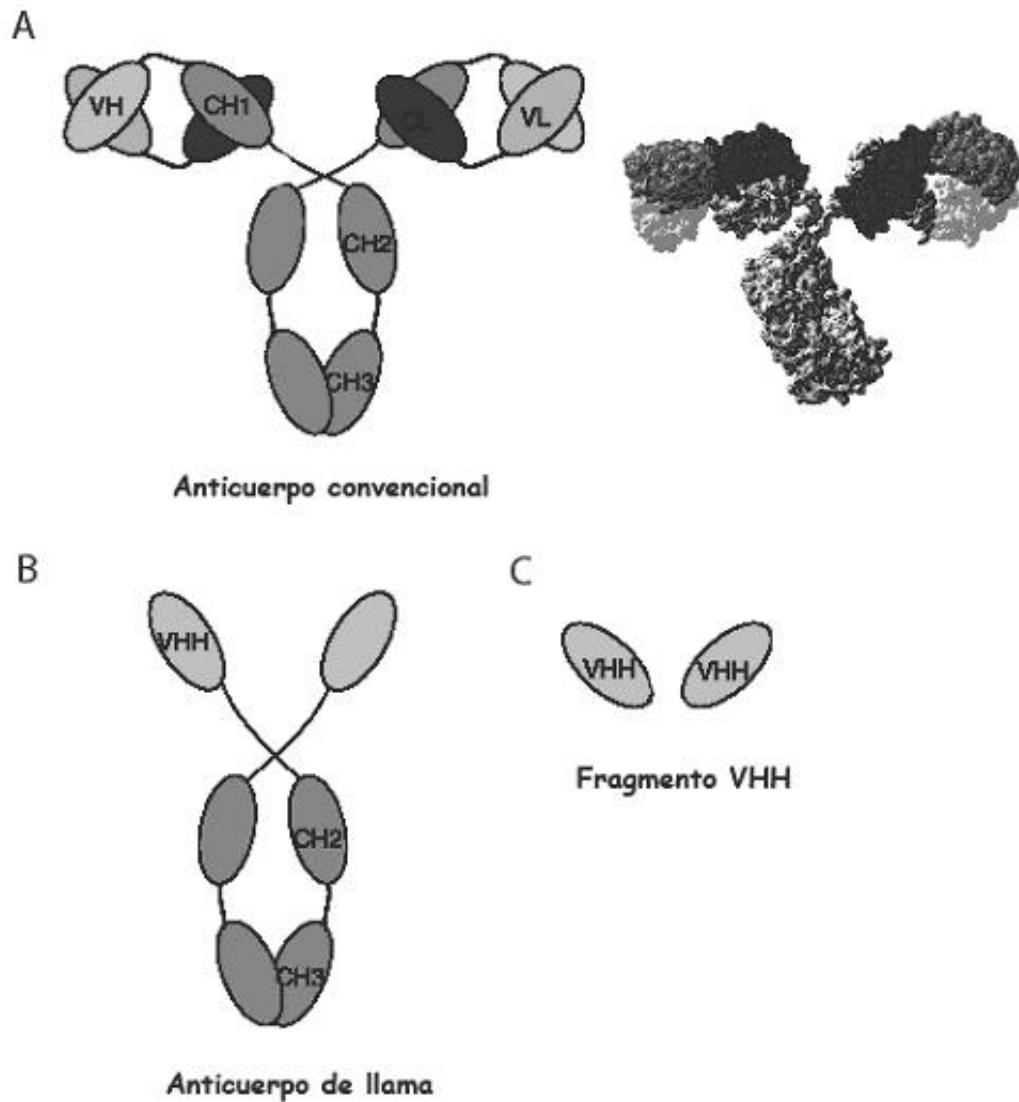 A
VH
CH1
CL
VL
CH2
CH3
Anticuerpo convencional
B
C
VHH
VHH
VHH
Fragmento VHH
CH2
CH3
Anticuerpo de llama